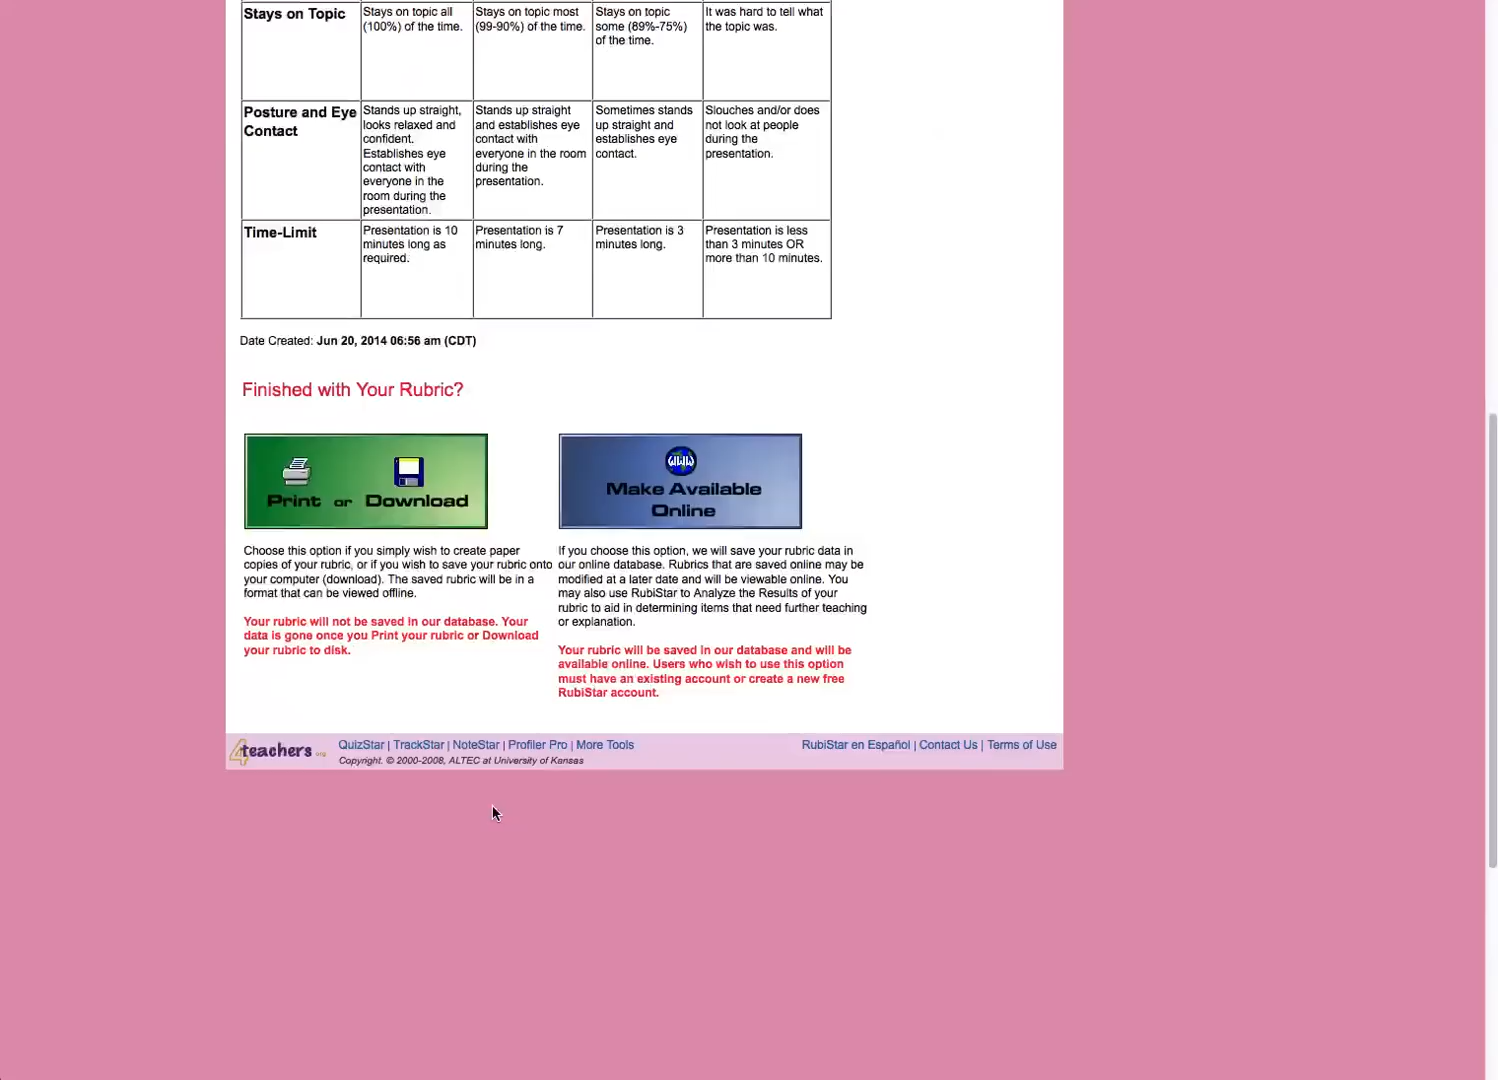 Stays on Topic
Stays on topic all
(100%) of the time.
Stays on topic most
(99-90%) of the time.
Stays on topic
some (89%-75%)
of the time.
It was hard to tell what
the topic was.
Posture and Eye
Contact
Stands up straight,
looks relaxed and
confident.
Establishes eye
contact with
everyone in the
room during the
presentation.
Stands up straight
and establishes eye
contact with
everyone in the room
during the
presentation.
Sometimes stands
up straight and
establishes eye
contact.
Slouches and/or does
not look at people
during the
presentation.
Time-Limit
Presentation is 10
minutes long as
required.
Presentation is 7
minutes long.
Presentation is 3
minutes long.
Presentation is less
than 3 minutes OR
more than 10 minutes.
Date Created: Jun 20, 2014 06:56 am (CDT)
Finished with Your Rubric?
Print or Download
WWW
Make Available
Online
Choose this option if you simply wish to create paper
copies of your rubric, or if you wish to save your rubric onto
your computer (download). The saved rubric will be in a
format that can be viewed offline.
Your rubric will not be saved in our database. Your
data is gone once you Print your rubric or Download
your rubric to disk.
If you choose this option, we will save your rubric data in
our online database. Rubrics that are saved online may be
modified at a later date and will be viewable online. You
may also use RubiStar to Analyze the Results of your
rubric to aid in determining items that need further teaching
or explanation.
Your rubric will be saved in our database and will be
available online. Users who wish to use this option
must have an existing account or create a new free
RubiStar account.
4teachers.org
QuizStar | TrackStar | NoteStar | Profiler Pro | More Tools
Copyright. © 2000-2008, ALTEC at University of Kansas
RubiStar en Español | Contact Us | Terms of Use